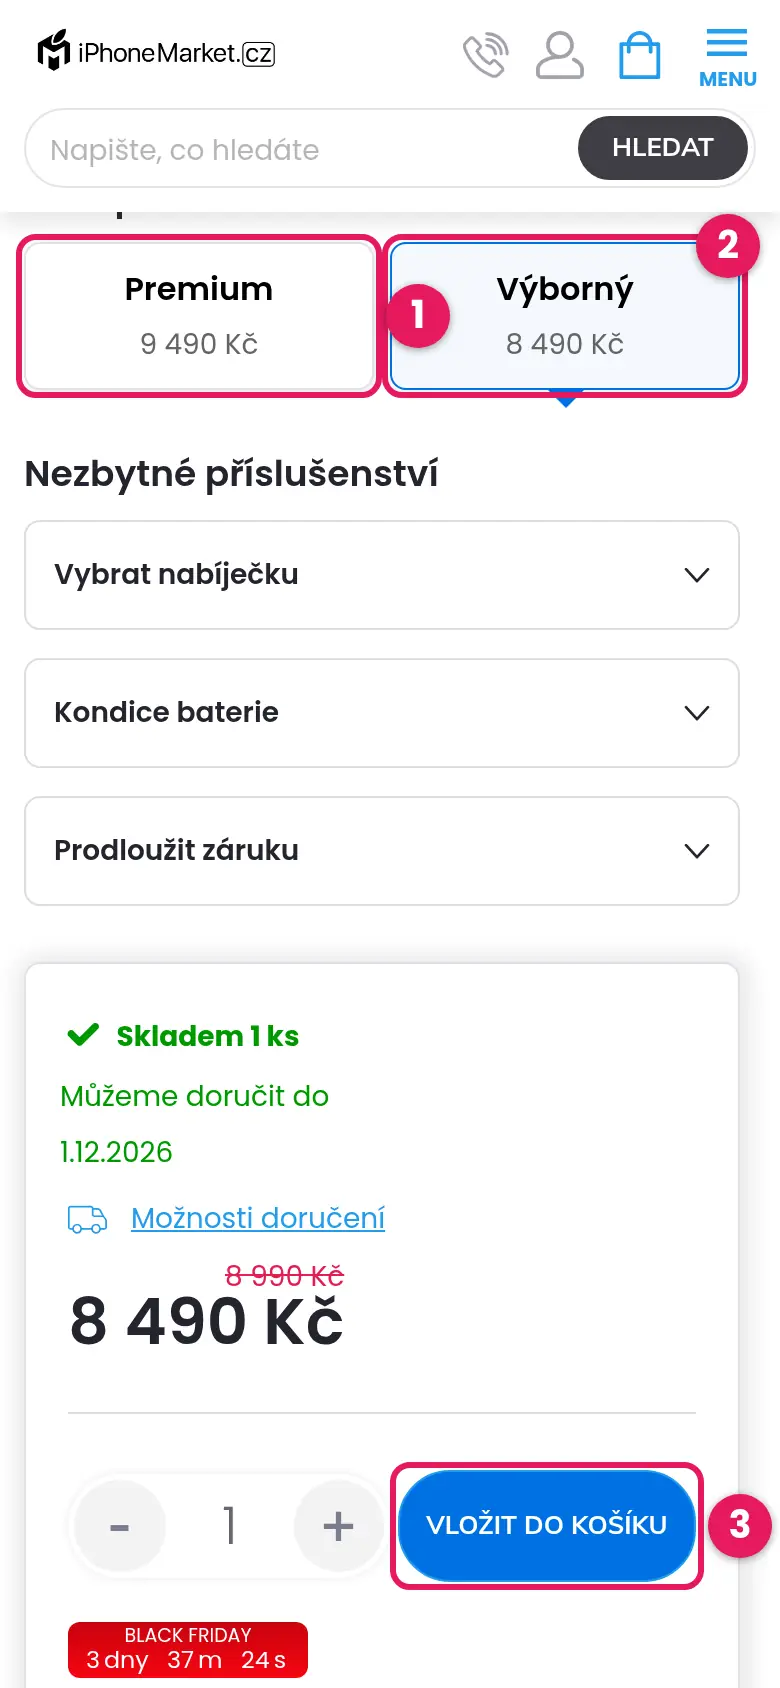 iPhoneMarket.CZ
MENU
Napište, co hledáte
HLEDAT
Premium
9 490 Kč
1
Výborný
8 490 Kč
2
Nezbytné příslušenství
Vybrat nabíječku
Kondice baterie
Prodloužit záruku
Skladem 1 ks
Můžeme doručit do
1.12.2026
Možnosti doručení
8 990 Kč
8 490 Kč
- 1 +
VLOŽIT DO KOŠÍKU
3
BLACK FRIDAY
3 dny 37 m 24 s